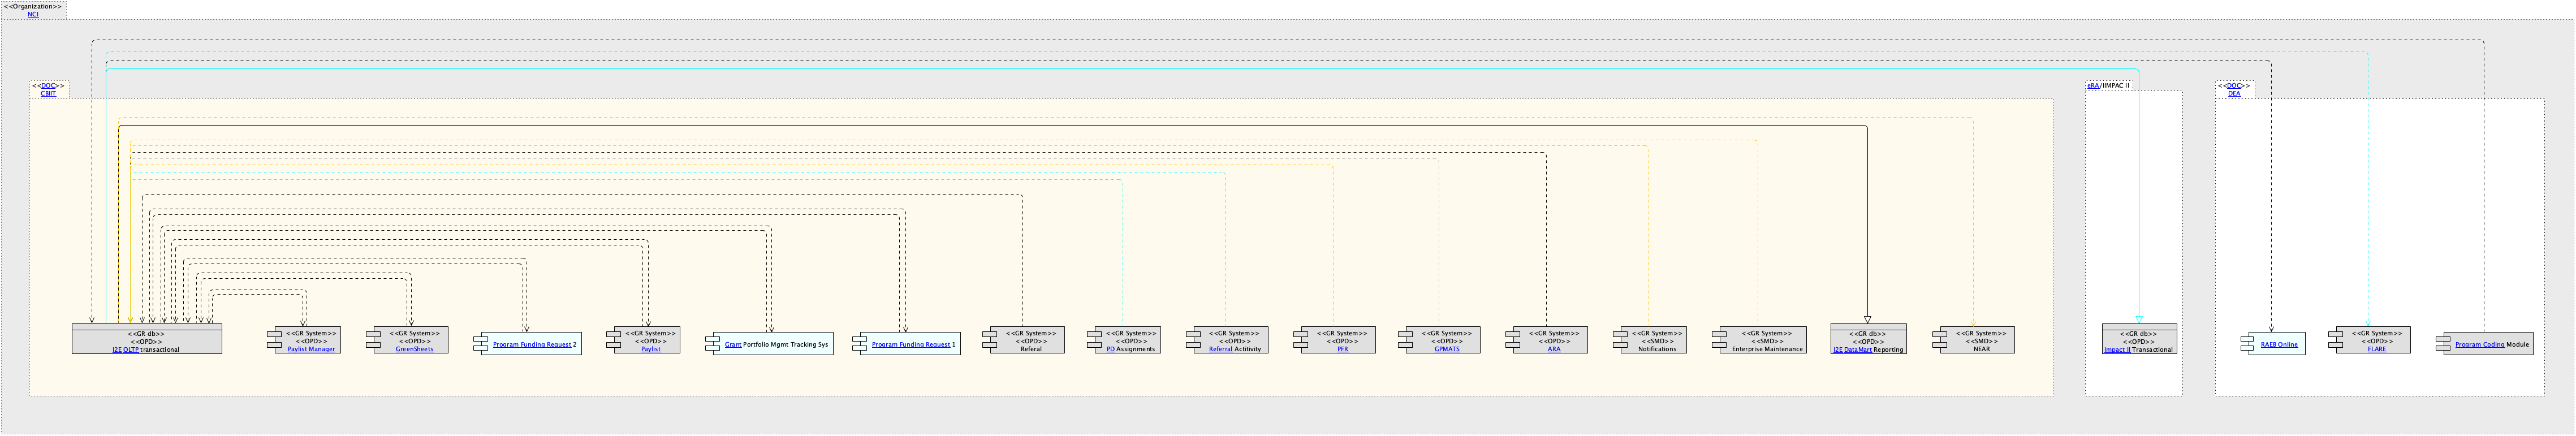 <<Organization>>
NCI
<<DOC>>
CBIIT
eRA/IIMPAC II
<<DOC>>
DEA
<<GR db>>
<<OPD>>
I2E OLTP transactional
<<GR System>>
<<OPD>>
Paylist Manager
<<GR System>>
<<OPD>>
GreenSheets
Program Funding Request 2
<<GR System>>
<<OPD>>
Paylist
Grant Portfolio Mgmt Tracking Sys
Program Funding Request 1
<<GR System>>
<<OPD>>
Referal
<<GR System>>
<<OPD>>
PD Assignments
<<GR System>>
<<OPD>>
Referral Actitivity
<<GR System>>
<<OPD>>
PFR
<<GR System>>
<<OPD>>
GPMATS
<<GR System>>
<<OPD>>
ARA
<<GR System>>
<<SMD>>
Notifications
<<GR System>>
<<SMD>>
Enterprise Maintenance
<<GR db>>
<<OPD>>
I2E DataMart Reporting
<<GR System>>
<<SMD>>
NEAR
<<GR db>>
<<OPD>>
Impact II Transactional
RAEB Online
<<GR System>>
<<OPD>>
FLARE
Program Coding Module